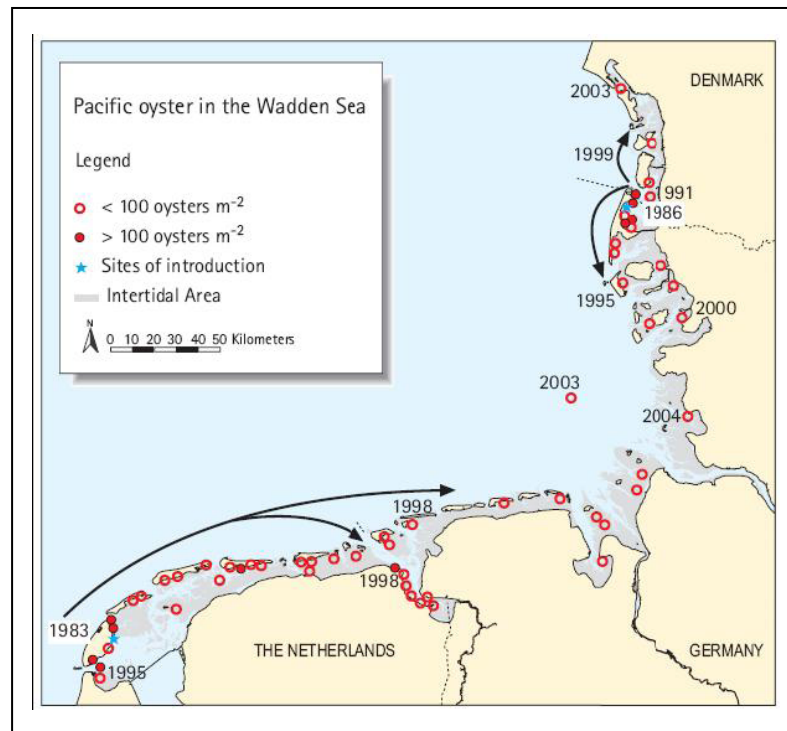 Pacific oyster in the Wadden Sea
Legend
< 100 oysters m-2
> 100 oysters m-2
Sites of introduction
Intertidal Area
N
0 10 20 30 40 50 Kilometers
DENMARK
2003
1999
1991
1986
1995
2000
2003
2004
1998
1998
1983
1995
THE NETHERLANDS
GERMANY